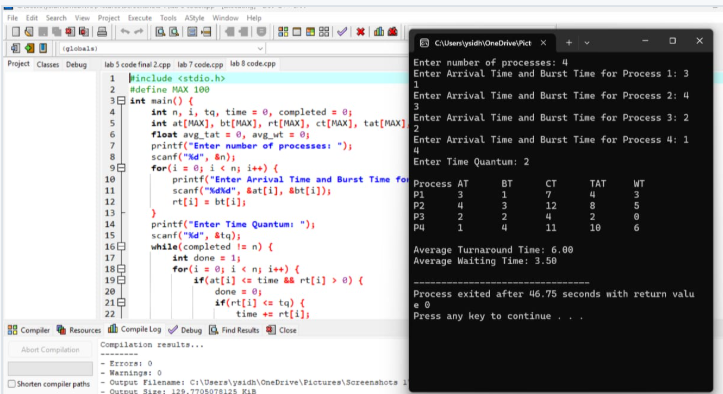 File Edit Search View Project Execute Tools AStyle Window Help
(globals)
Project Classes Debug
lab 5 code final 2.cpp lab 7 code.cpp lab 8 code.cpp
1 #include <stdio.h>
2 #define MAX 100
3 int main() {
4 int n, i, tq, time = 0, completed = 0;
5 int at[MAX], bt[MAX], rt[MAX], ct[MAX], tat[MAX],
6 float avg_tat = 0, avg_wt = 0;
7 printf("Enter number of processes: ");
8 scanf("%d", &n);
9 for(i = 0; i < n; i++) {
10 printf("Enter Arrival Time and Burst Time for
11 scanf("%d%d", &at[i], &bt[i]);
12 rt[i] = bt[i];
13 }
14 printf("Enter Time Quantum: ");
15 scanf("%d", &tq);
16 while(completed != n) {
17 int done = 1;
18 for(i = 0; i < n; i++) {
19 if(at[i] <= time && rt[i] > 0) {
20 done = 0;
21 if(rt[i] <= tq) {
22 time += rt[i];
Compiler Resources Compile Log Debug Find Results Close
Abort Compilation
Shorten compiler paths
Compilation results...
--------
- Errors: 0
- Warnings: 0
- Output Filename: C:\Users\ysidh\OneDrive\Pictures\Screenshots
- Output Size: 129.7705078125 KiB
C:\Users\ysidh\OneDrive\Pict
Enter number of processes: 4
Enter Arrival Time and Burst Time for Process 1: 3
1
Enter Arrival Time and Burst Time for Process 2: 4
3
Enter Arrival Time and Burst Time for Process 3: 2
2
Enter Arrival Time and Burst Time for Process 4: 1
4
Enter Time Quantum: 2
Process AT BT CT TAT WT
P1 3 1 7 4 3
P2 4 3 12 8 5
P3 2 2 4 2 0
P4 1 4 11 10 6
Average Turnaround Time: 6.00
Average Waiting Time: 3.50
--------------------------------
Process exited after 46.75 seconds with return valu
e 0
Press any key to continue . . .